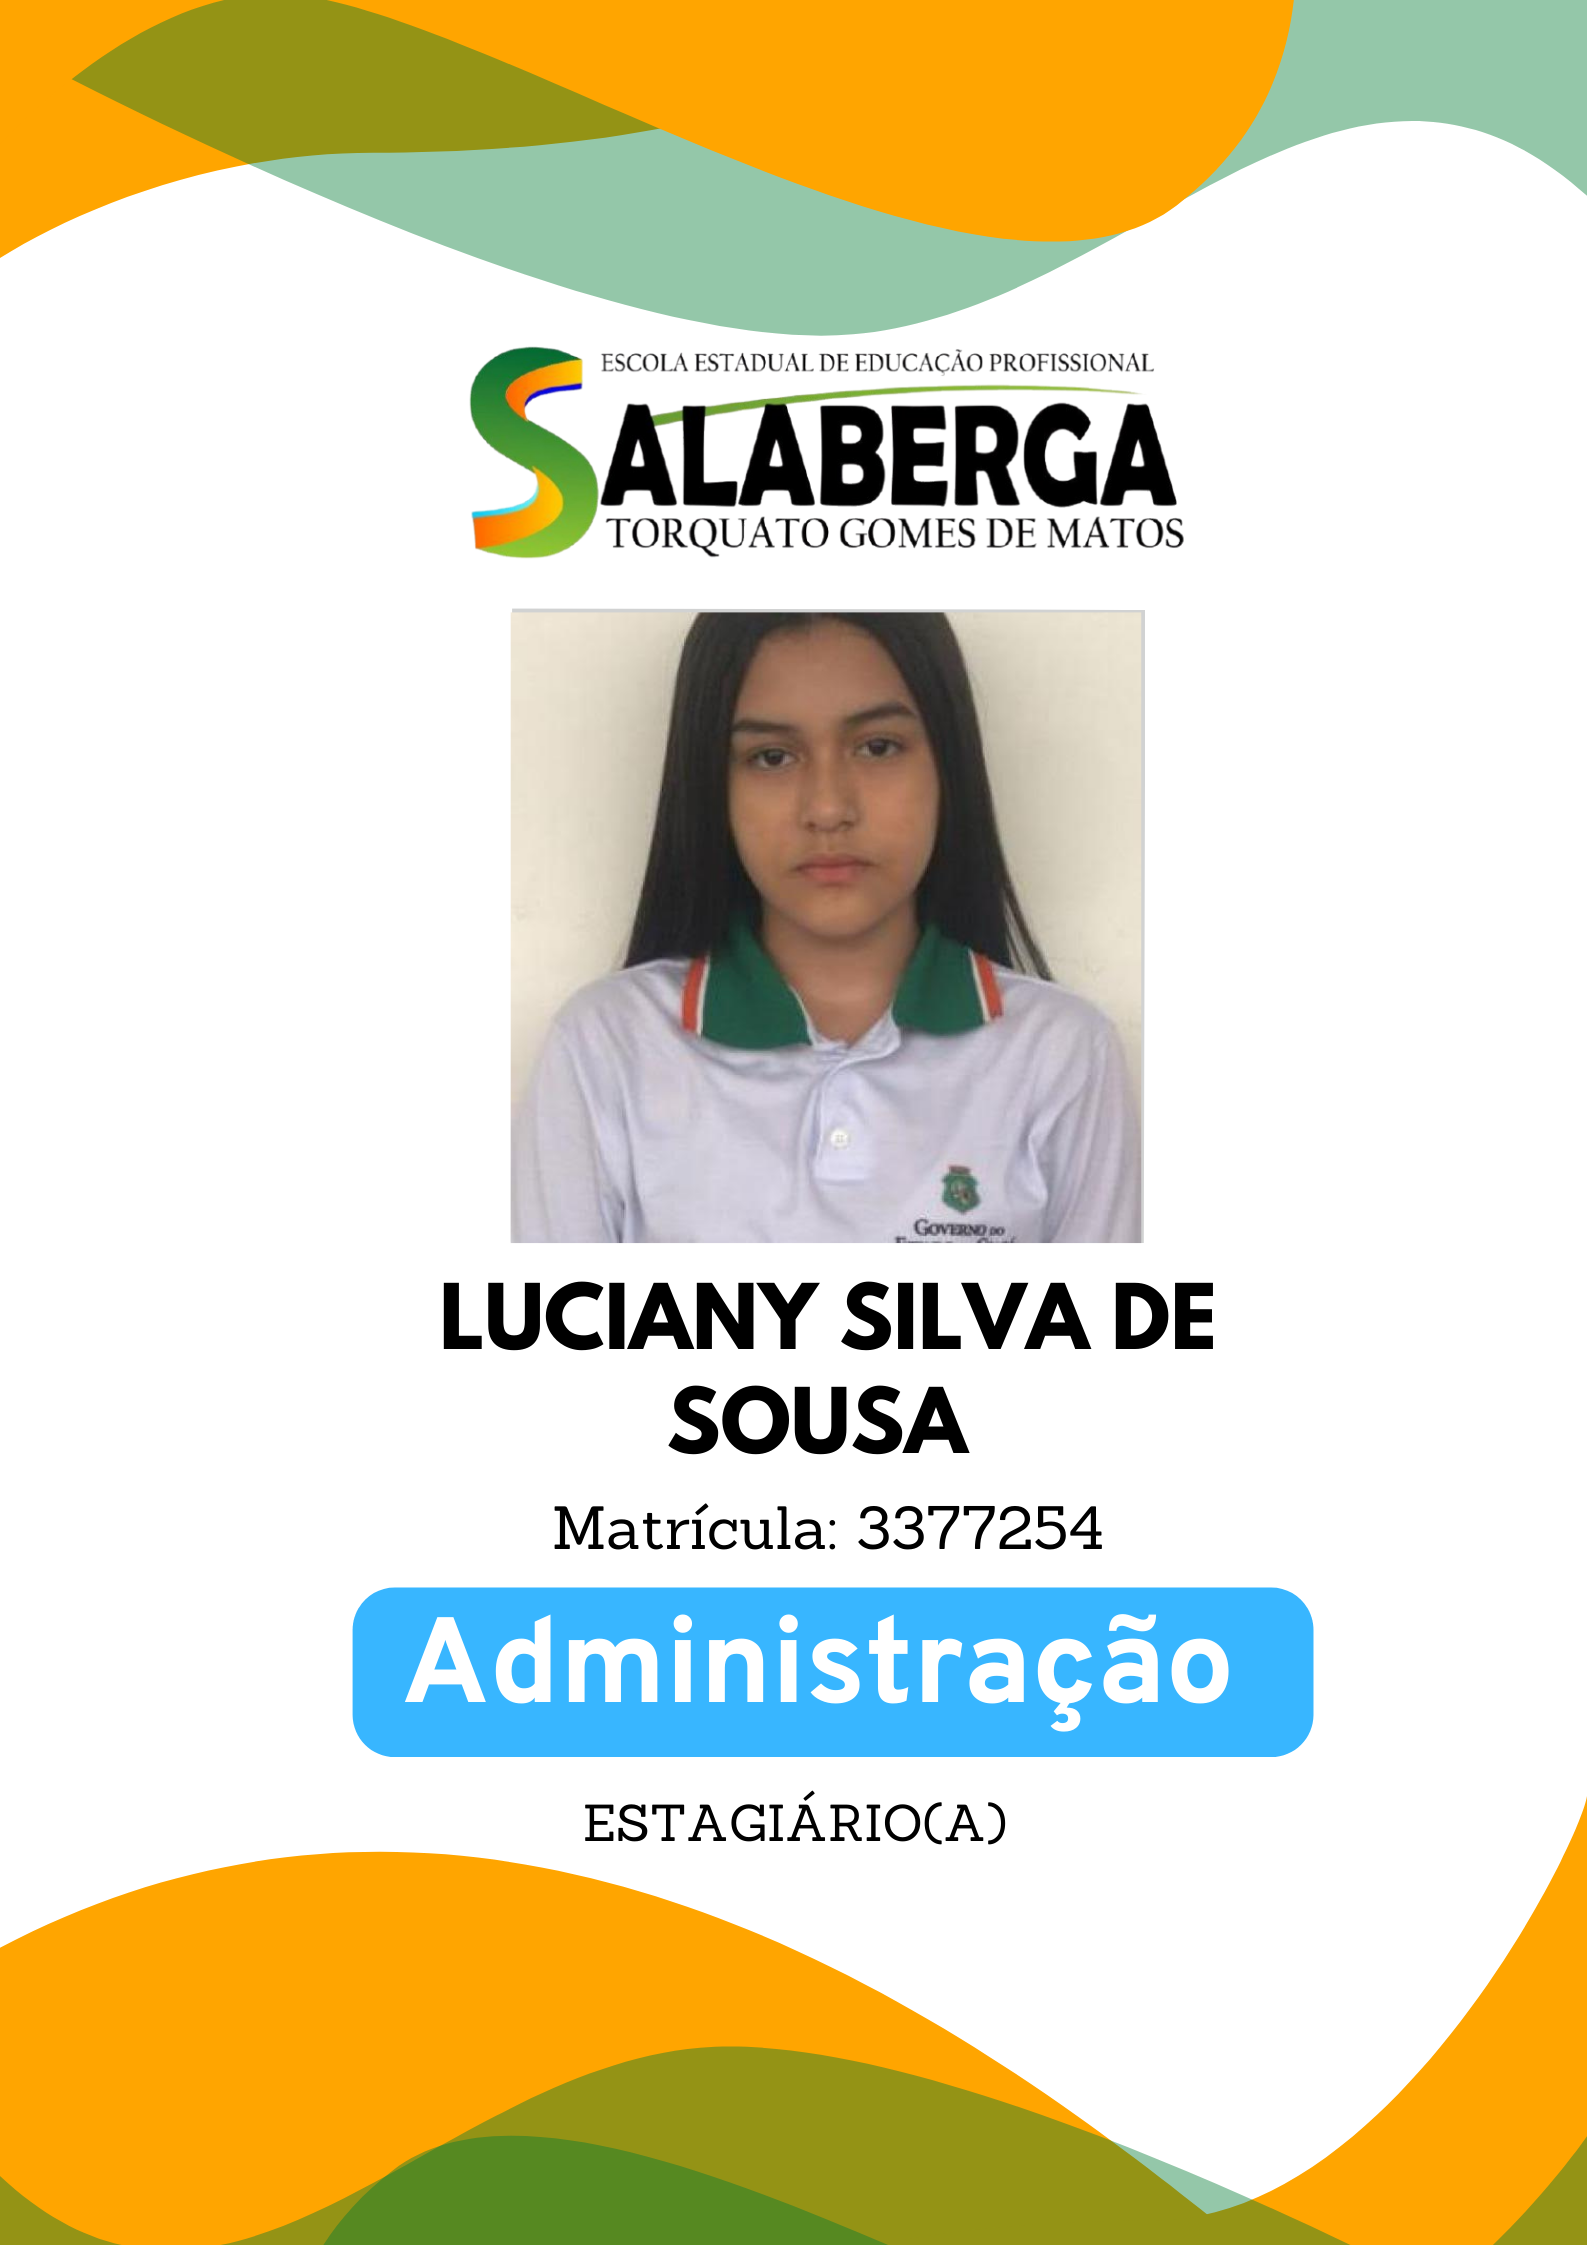 ESCOLA ESTADUAL DE EDUCAÇÃO PROFISSIONAL
SALABERGA
TORQUATO GOMES DE MATOS
GOVERNO DO
LUCIANY SILVA DE
SOUSA
Matrícula: 3377254
Administração
ESTAGIÁRIO(A)